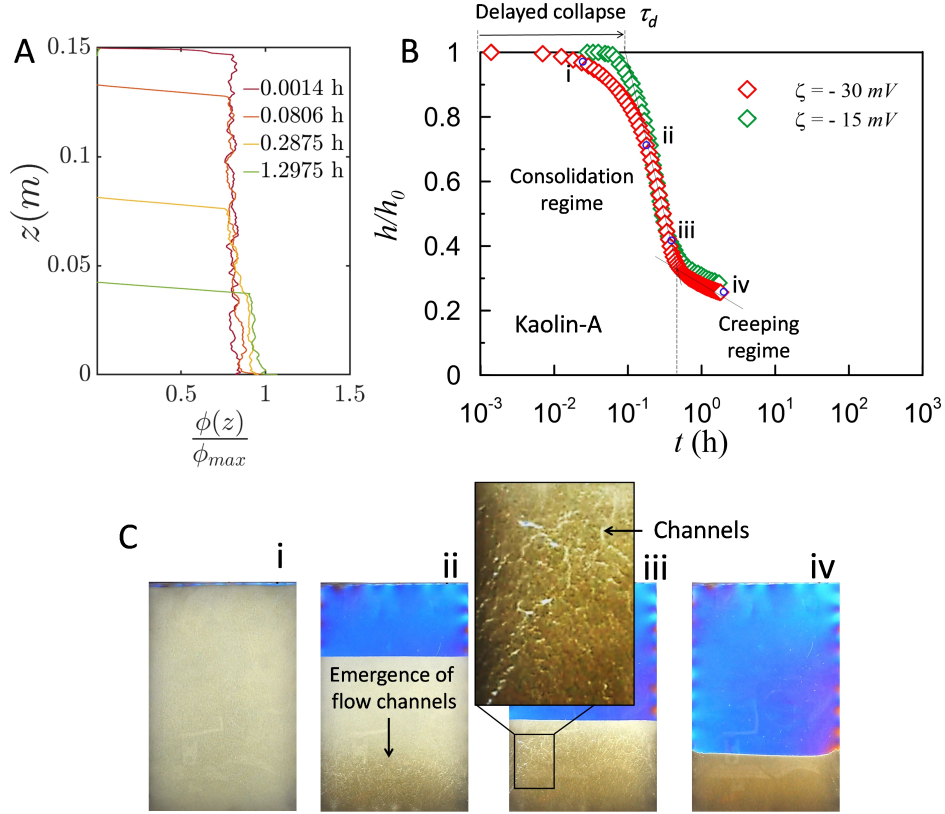 Delayed collapse τ_d
A
0.15
0.1
0.05
0
z(m)
0.0014 h
0.0806 h
0.2875 h
1.2975 h
0.5
1
1.5
ϕ(z)
ϕ_max
B
1
0.8
0.6
0.4
0.2
0
h/h₀
ζ = - 30 mV
ζ = - 15 mV
i
ii
iii
iv
Consolidation
regime
Kaolin-A
Creeping
regime
10⁻³
10⁻²
10⁻¹
10⁰
10¹
10²
10³
t (h)
C
i
ii
iii
iv
Channels
Emergence of
flow channels